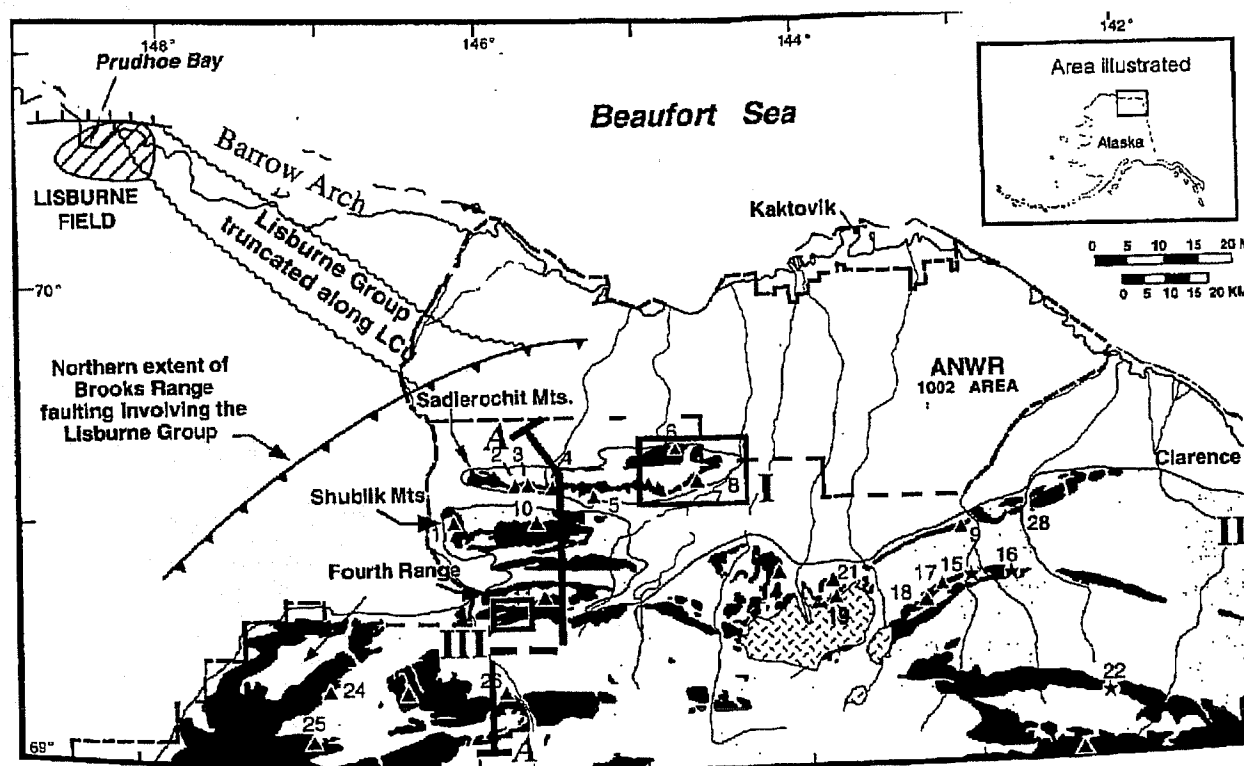 148°
146°
144°
142°
Prudhoe Bay
Beaufort Sea
Area illustrated
Alaska
Barrow Arch
LISBURNE
FIELD
Lisburne Group
truncated along LCu
Kaktovik
0 5 10 15 20 M
0 5 10 15 20 KM
70°
Northern extent of
Brooks Range
faulting involving the
Lisburne Group
ANWR
1002 AREA
Sadlerochit Mts.
A
6
2 3 4
8
I
5
Clarence
Shublik Mts.
10
9
28
II
Fourth Range
21
17
15
16
14
18
19
III
24
26
22
25
A
69°